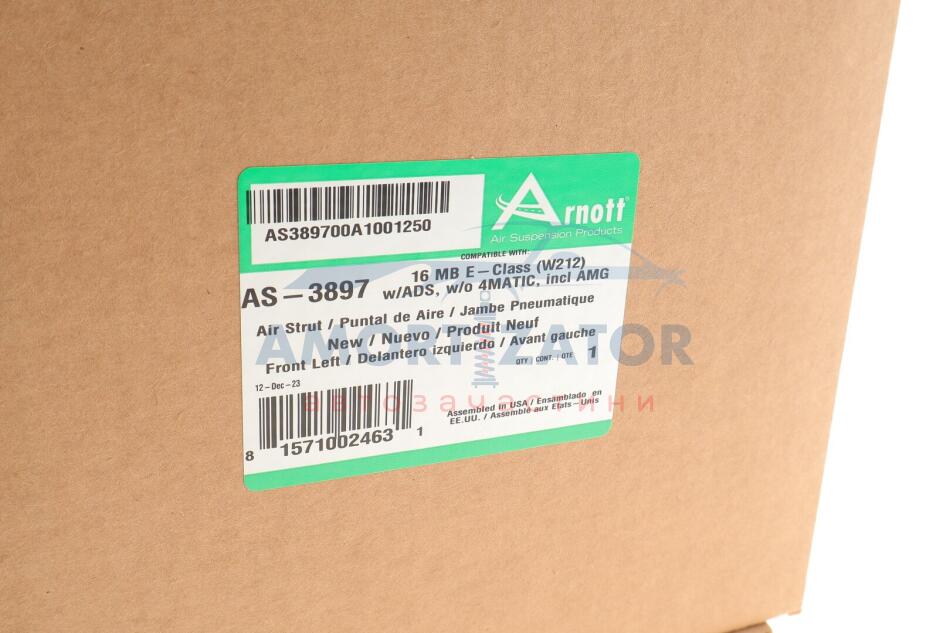 AS389700A1001250
Arnott®
Air Suspension Products
COMPATIBLE WITH:
16 MB E-Class (W212)
AS-3897 w/ADS, w/o 4MATIC, incl AMG
Air Strut / Puntal de Aire / Jambe Pneumatique
New / Nuevo / Produit Neuf
Front Left / Delantero izquierdo / Avant gauche
QTY | CONT. | QTE. 1
AMORTIZATOR
автозапчастини
12-Dec-23
8 1571002463 1
Assembled in USA / Ensamblado en
EE.UU. / Assemblé aux Etats-Unis